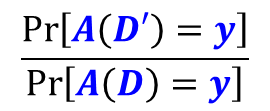 Pr[A(D′) = y]
Pr[A(D) = y]